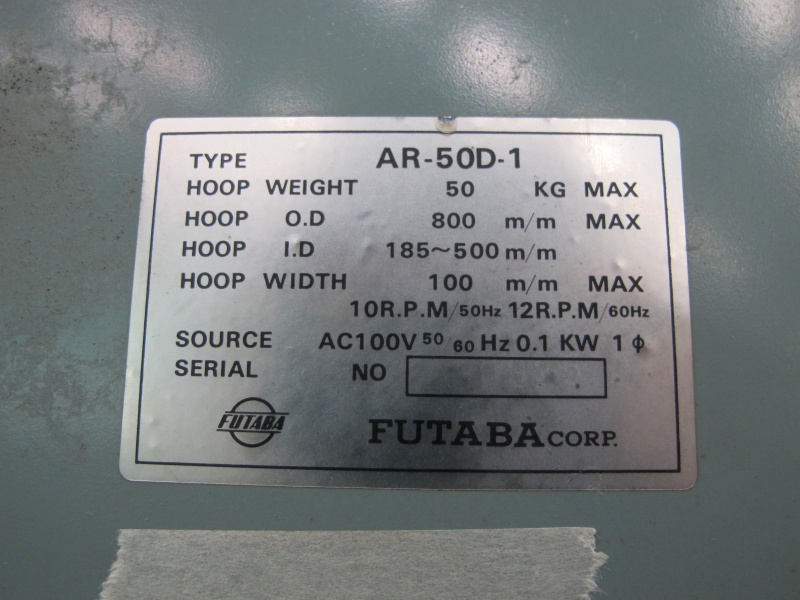 TYPE AR-50D-1
HOOP WEIGHT 50 KG MAX
HOOP O.D 800 m/m MAX
HOOP I.D 185~500 m/m
HOOP WIDTH 100 m/m MAX
10R.P.M/50Hz 12R.P.M/60Hz
SOURCE AC100V 50 60 Hz 0.1 KW 1 ϕ
SERIAL NO
FUTABA FUTABA CORP.